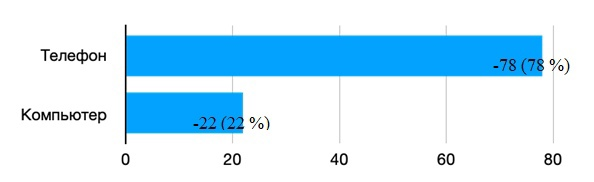 Телефон
-78 (78 %)
Компьютер
-22 (22 %)
0 20 40 60 80